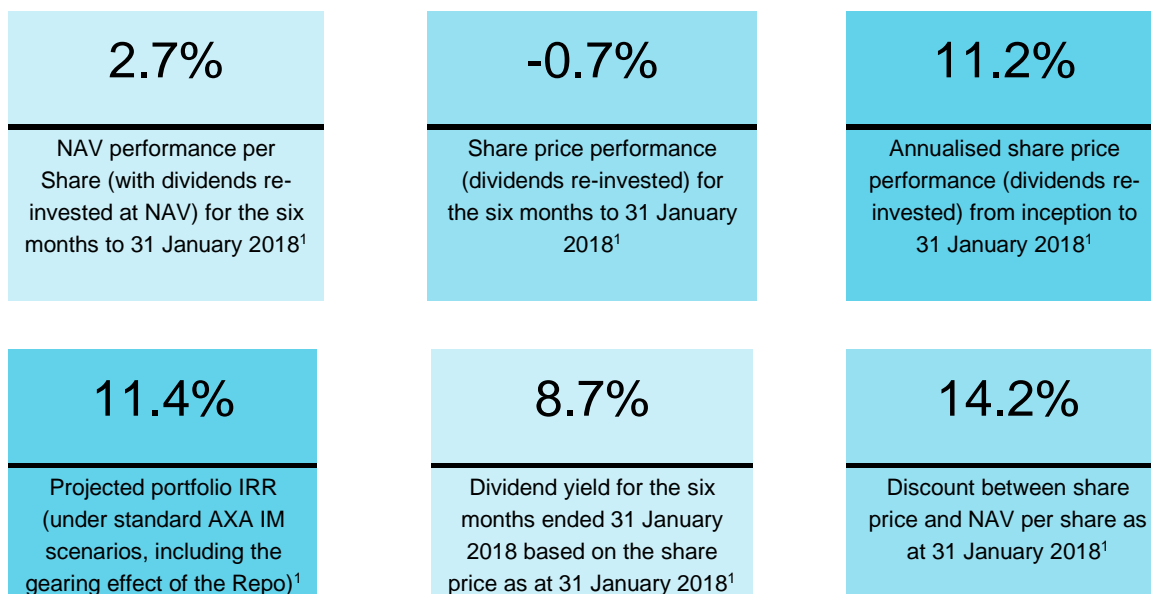 2.7%
NAV performance per
Share (with dividends re-
invested at NAV) for the six
months to 31 January 2018¹
-0.7%
Share price performance
(dividends re-invested) for
the six months to 31 January
2018¹
11.2%
Annualised share price
performance (dividends re-
invested) from inception to
31 January 2018¹
11.4%
Projected portfolio IRR
(under standard AXA IM
scenarios, including the
gearing effect of the Repo)¹
8.7%
Dividend yield for the six
months ended 31 January
2018 based on the share
price as at 31 January 2018¹
14.2%
Discount between share
price and NAV per share as
at 31 January 2018¹